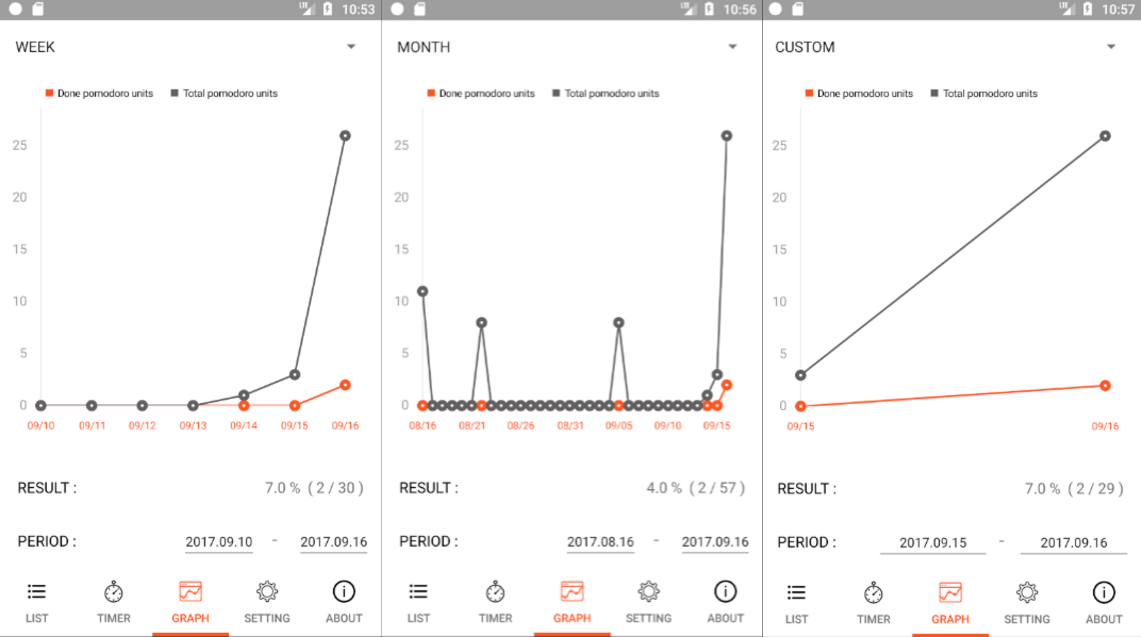 LTE 10:53
WEEK
Done pomodoro units Total pomodoro units
25
20
15
10
5
0
09/10 09/11 09/12 09/13 09/14 09/15 09/16
RESULT : 7.0 % ( 2 / 30 )
PERIOD : 2017.09.10 - 2017.09.16
LIST TIMER GRAPH SETTING ABOUT
LTE 10:56
MONTH
Done pomodoro units Total pomodoro units
25
20
15
10
5
0
08/16 08/21 08/26 08/31 09/05 09/10 09/15
RESULT : 4.0 % ( 2 / 57 )
PERIOD : 2017.08.16 - 2017.09.16
LIST TIMER GRAPH SETTING ABOUT
LTE 10:57
CUSTOM
Done pomodoro units Total pomodoro units
25
20
15
10
5
0
09/15 09/16
RESULT : 7.0 % ( 2 / 29 )
PERIOD : 2017.09.15 - 2017.09.16
LIST TIMER GRAPH SETTING ABOUT